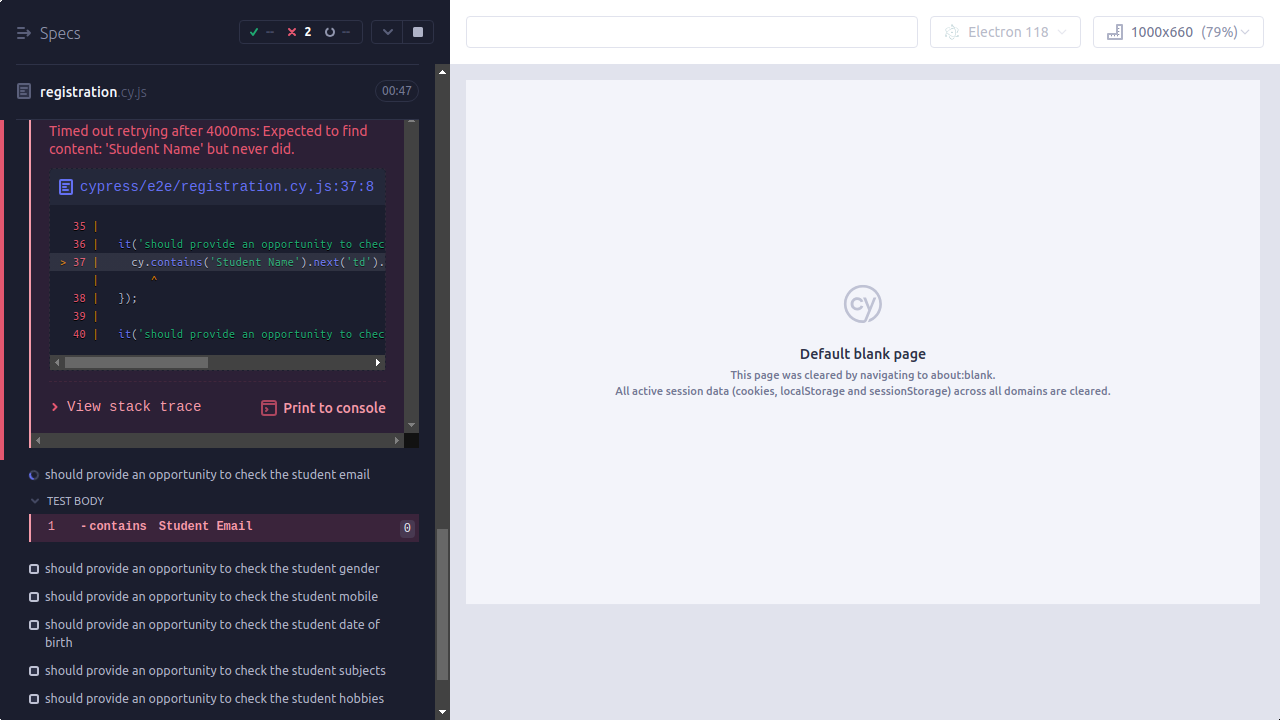 Specs
-- 2 --
registration.cy.js 00:47
Timed out retrying after 4000ms: Expected to find
content: 'Student Name' but never did.
cypress/e2e/registration.cy.js:37:8
35 |
36 | it('should provide an opportunity to chec
> 37 | cy.contains('Student Name').next('td').
| ^
38 | });
39 |
40 | it('should provide an opportunity to chec
View stack trace
Print to console
should provide an opportunity to check the student email
TEST BODY
1 -contains Student Email 0
should provide an opportunity to check the student gender
should provide an opportunity to check the student mobile
should provide an opportunity to check the student date of
birth
should provide an opportunity to check the student subjects
should provide an opportunity to check the student hobbies
Electron 118
1000x660 (79%)
cy
Default blank page
This page was cleared by navigating to about:blank.
All active session data (cookies, localStorage and sessionStorage) across all domains are cleared.